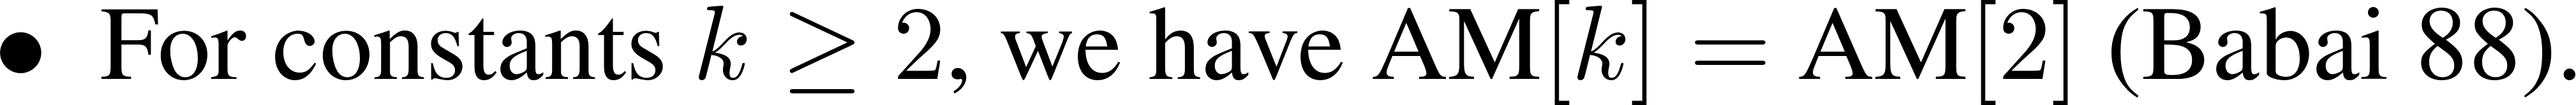 • For constants k ≥ 2, we have AM[k] = AM[2] (Babai 88).